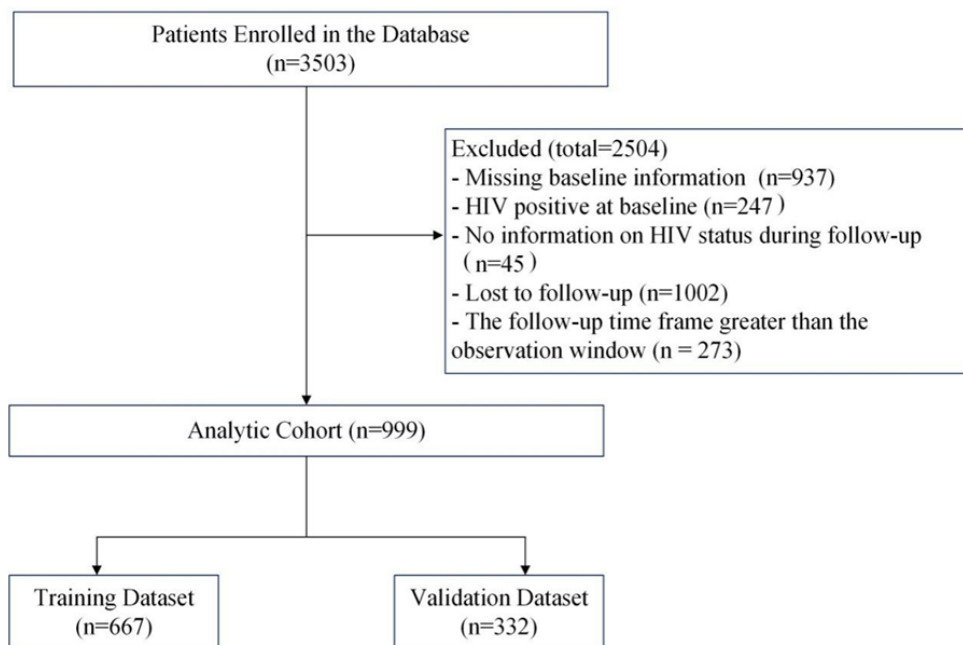 Patients Enrolled in the Database
(n=3503)
Excluded (total=2504)
- Missing baseline information (n=937)
- HIV positive at baseline (n=247)
- No information on HIV status during follow-up
(n=45)
- Lost to follow-up (n=1002)
- The follow-up time frame greater than the
observation window (n = 273)
Analytic Cohort (n=999)
Training Dataset
(n=667)
Validation Dataset
(n=332)